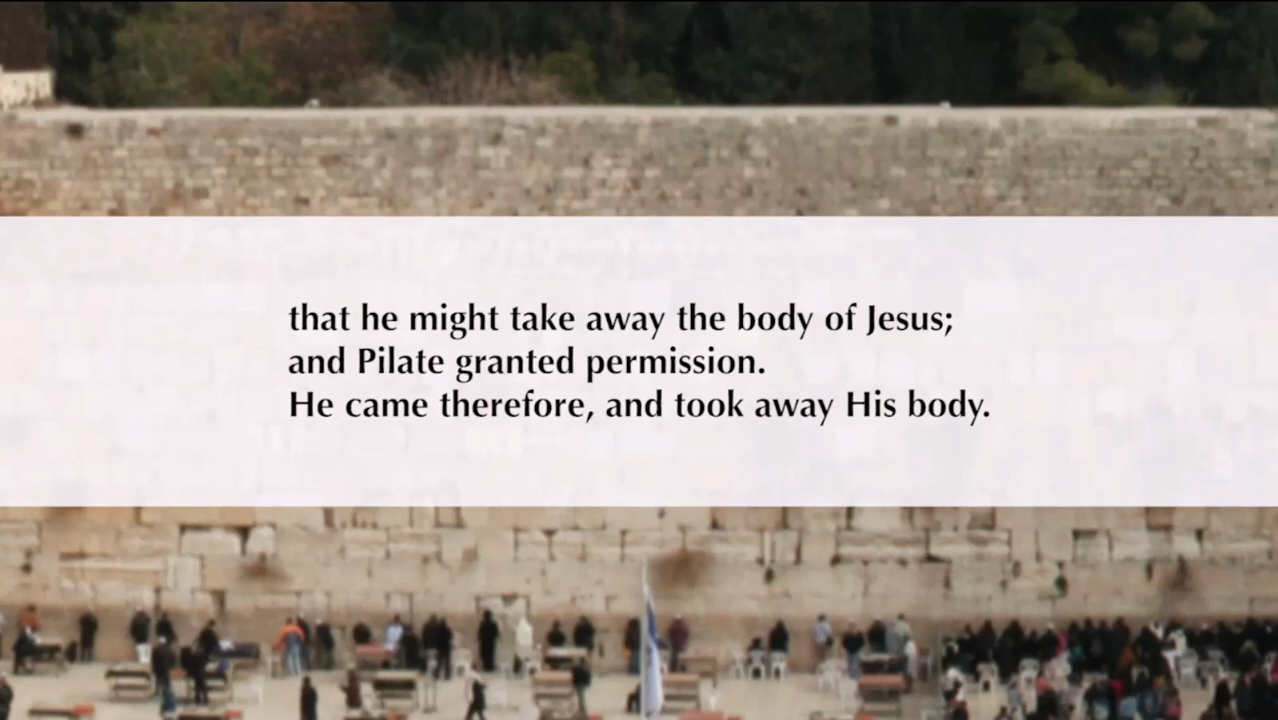 that he might take away the body of Jesus;
and Pilate granted permission.
He came therefore, and took away His body.